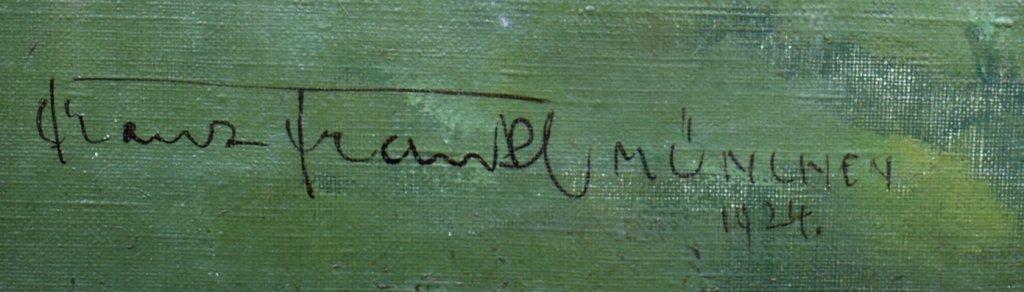 Franz Frankl MÜNCHEN
1924.